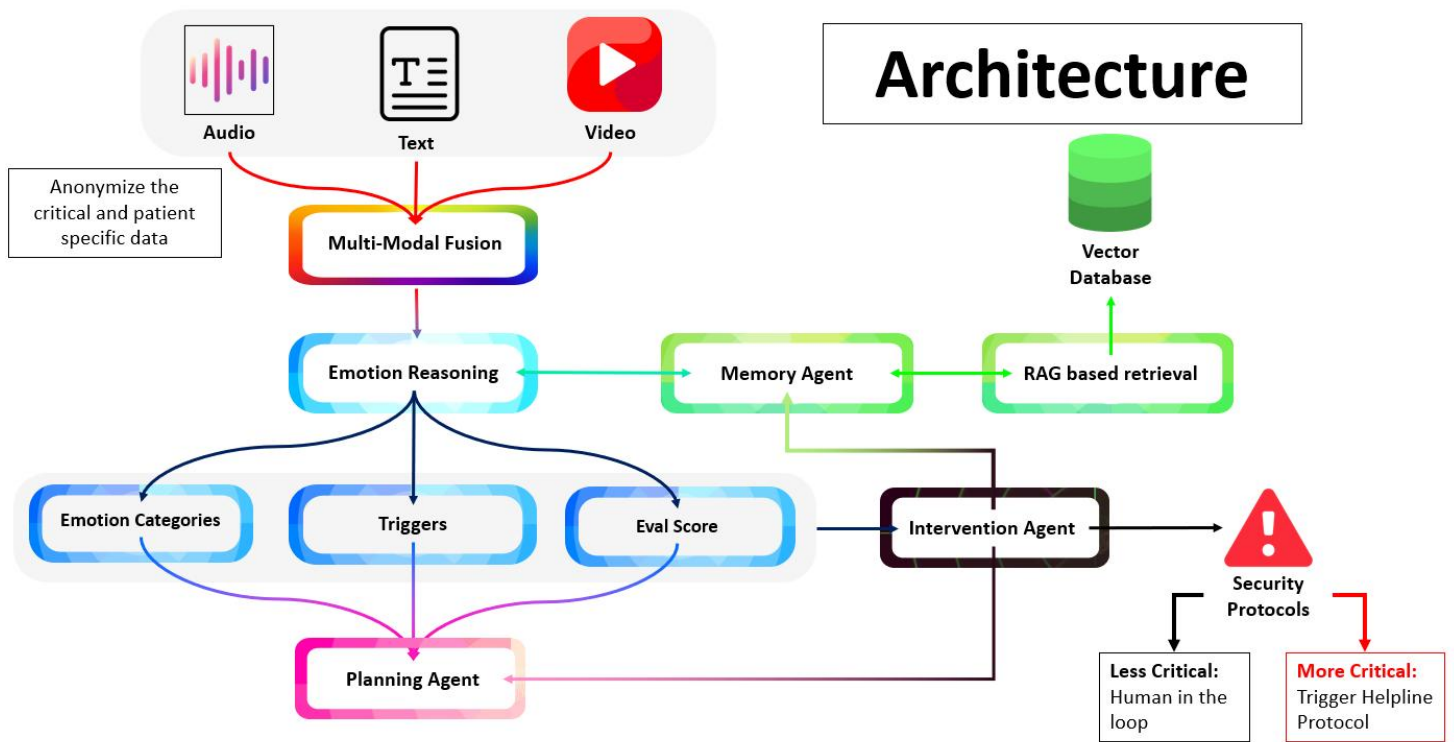 Architecture
Audio
Text
Video
Anonymize the
critical and patient
specific data
Multi-Modal Fusion
Vector
Database
Emotion Reasoning
Memory Agent
RAG based retrieval
Emotion Categories
Triggers
Eval Score
Intervention Agent
Security
Protocols
Planning Agent
Less Critical:
Human in the
loop
More Critical:
Trigger Helpline
Protocol